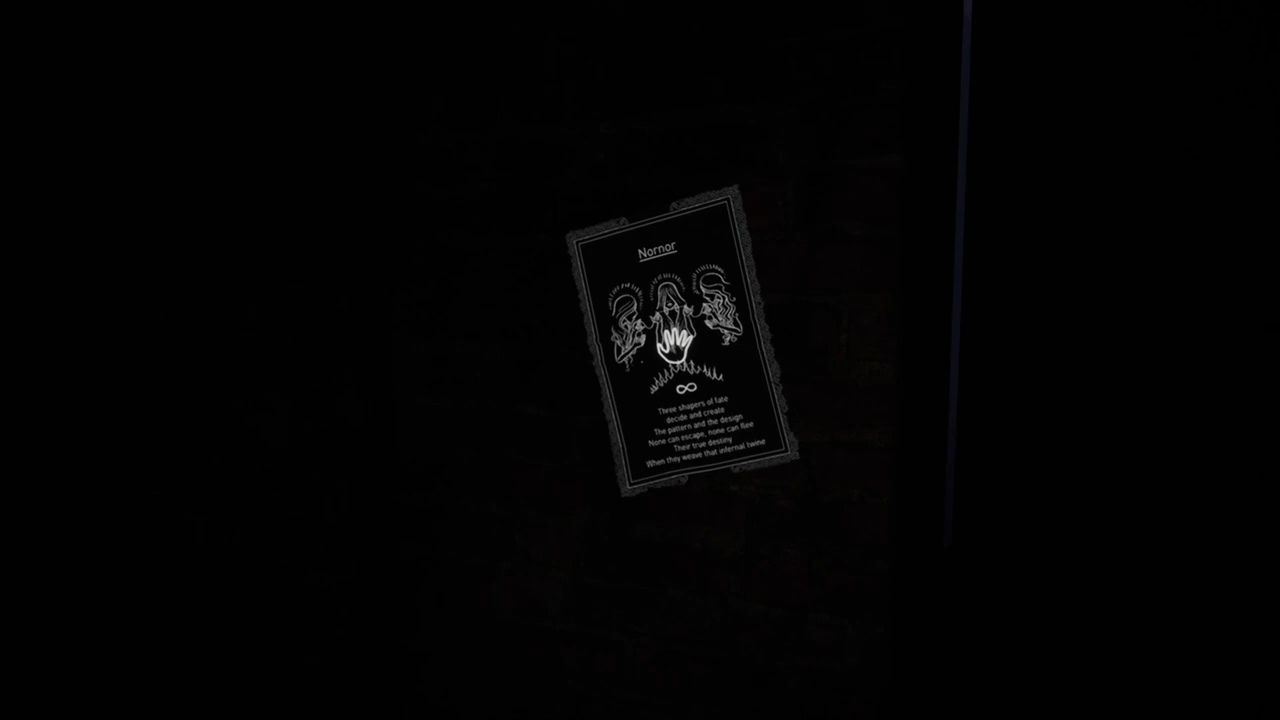 Nornor
∞
Three shapers of fate
decide and create
The pattern and the design
None can escape, none can flee
Their true destiny
When they weave that infernal twine